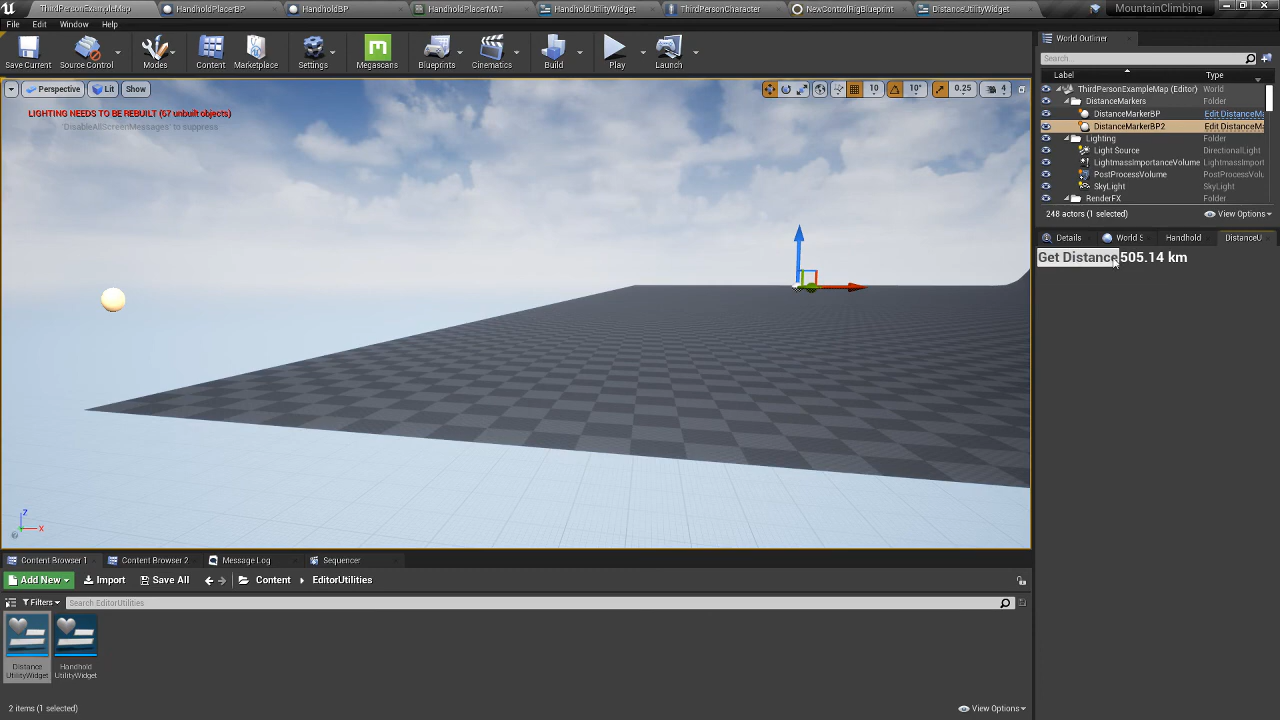 ThirdPersonExampleMap
HandholdPlacerBP
HandholdBP
HandholdPlacerMAT
HandholdUtilityWidget
ThirdPersonCharacter
NewControlRigBlueprint
DistanceUtilityWidget
MountainClimbing
File Edit Window Help
Save Current
Source Control
Modes
Content
Marketplace
Settings
Megascans
Blueprints
Cinematics
Build
Play
Launch
Perspective Lit Show
10 10° 0.25 4
LIGHTING NEEDS TO BE REBUILT (67 unbuilt objects)
'DisableAllScreenMessages' to suppress
Z
X
World Outliner
Search...
Label Type
ThirdPersonExampleMap (Editor) World
DistanceMarkers Folder
DistanceMarkerBP Edit DistanceMa
DistanceMarkerBP2 Edit DistanceMa
Lighting Folder
Light Source DirectionalLight
LightmassImportanceVolume LightmassImport
PostProcessVolume PostProcessVolu
SkyLight SkyLight
RenderFX Folder
248 actors (1 selected) View Options
Details World S Handhold DistanceU
Get Distance 505.14 km
Content Browser 1 Content Browser 2 Message Log Sequencer
Add New Import Save All Content EditorUtilities
Filters Search EditorUtilities
Distance
UtilityWidget
Handhold
UtilityWidget
2 items (1 selected) View Options